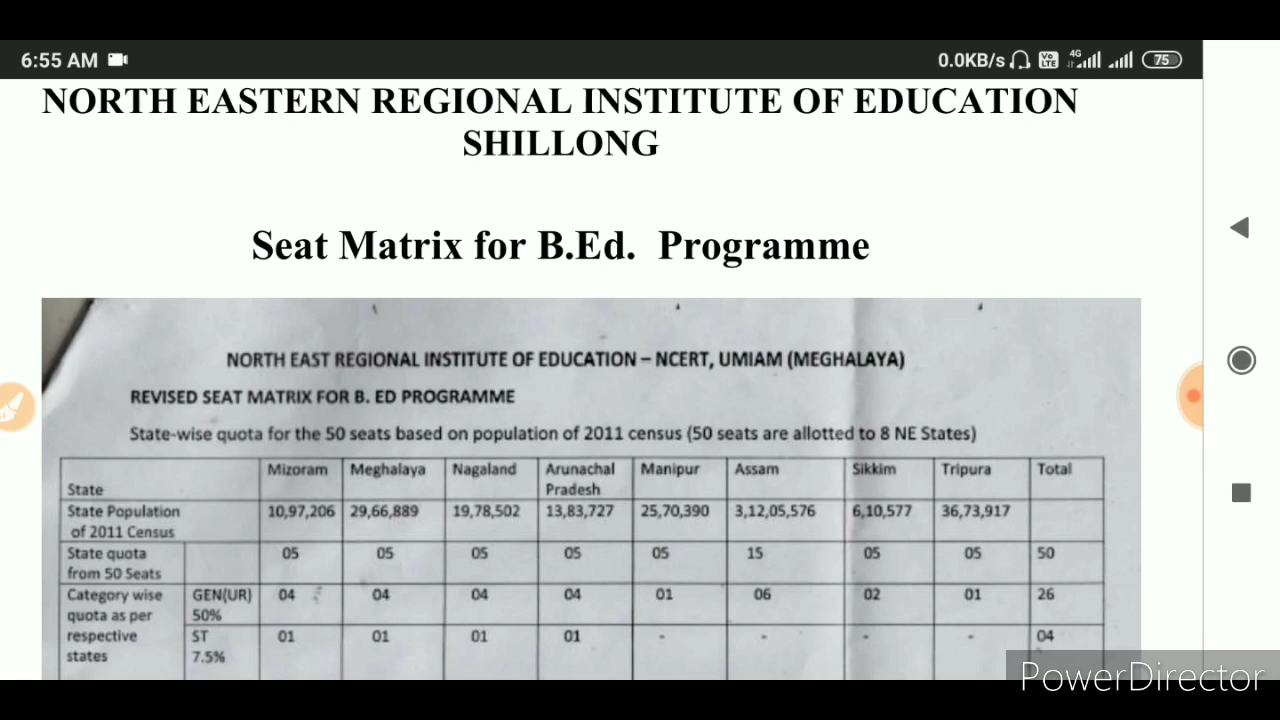 6:55 AM
0.0KB/s Vo LTE 4G 75
NORTH EASTERN REGIONAL INSTITUTE OF EDUCATION
SHILLONG
Seat Matrix for B.Ed. Programme
NORTH EAST REGIONAL INSTITUTE OF EDUCATION – NCERT, UMIAM (MEGHALAYA)
REVISED SEAT MATRIX FOR B. ED PROGRAMME
State-wise quota for the 50 seats based on population of 2011 census (50 seats are allotted to 8 NE States)
State Mizoram Meghalaya Nagaland Arunachal Pradesh Manipur Assam Sikkim Tripura Total
State Population of 2011 Census 10,97,206 29,66,889 19,78,502 13,83,727 25,70,390 3,12,05,576 6,10,577 36,73,917
State quota from 50 Seats 05 05 05 05 05 15 05 05 50
Category wise quota as per respective states GEN(UR) 50% 04 04 04 04 01 06 02 01 26
ST 7.5% 01 01 01 01 - - - - 04
PowerDirector